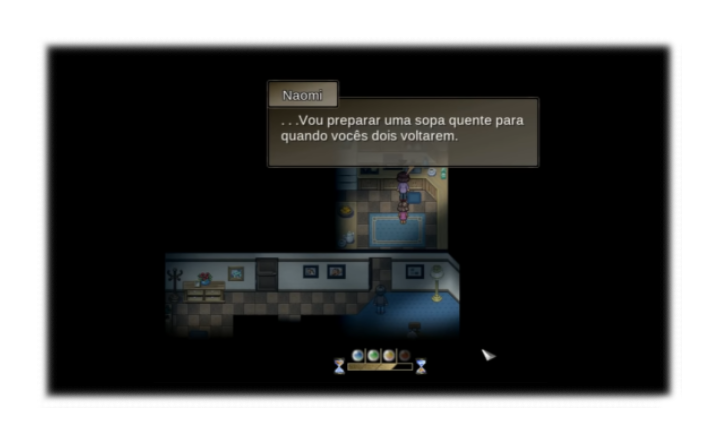 Naomi
. . .Vou preparar uma sopa quente para
quando vocês dois voltarem.